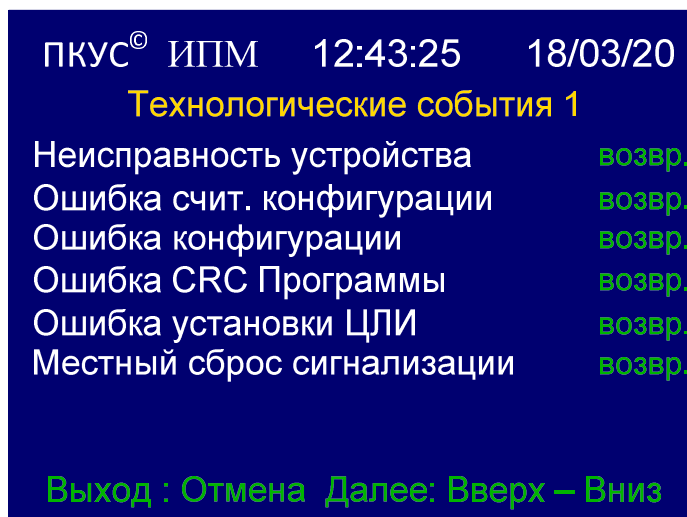 ПКУС© ИПМ 12:43:25 18/03/20
Технологические события 1
Неисправность устройства возвр.
Ошибка счит. конфигурации возвр.
Ошибка конфигурации возвр.
Ошибка CRC Программы возвр.
Ошибка установки ЦЛИ возвр.
Местный сброс сигнализации возвр.
Выход : Отмена Далее: Вверх – Вниз